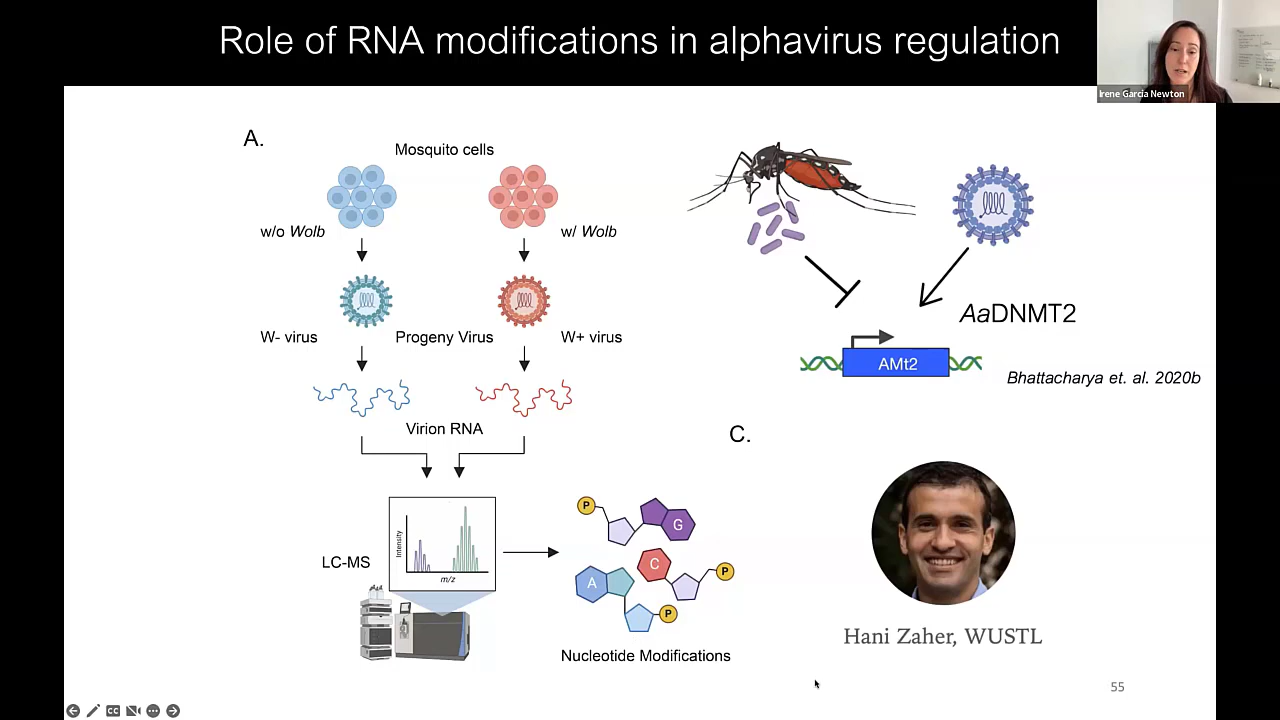 Role of RNA modifications in alphavirus regulation
Irene Garcia Newton
A.
Mosquito cells
w/o Wolb
w/ Wolb
W- virus
Progeny Virus
W+ virus
Virion RNA
LC-MS
Intensity
m/z
P
G
C
P
A
P
Nucleotide Modifications
AaDNMT2
AMt2
Bhattacharya et. al. 2020b
C.
Hani Zaher, WUSTL
55
CC